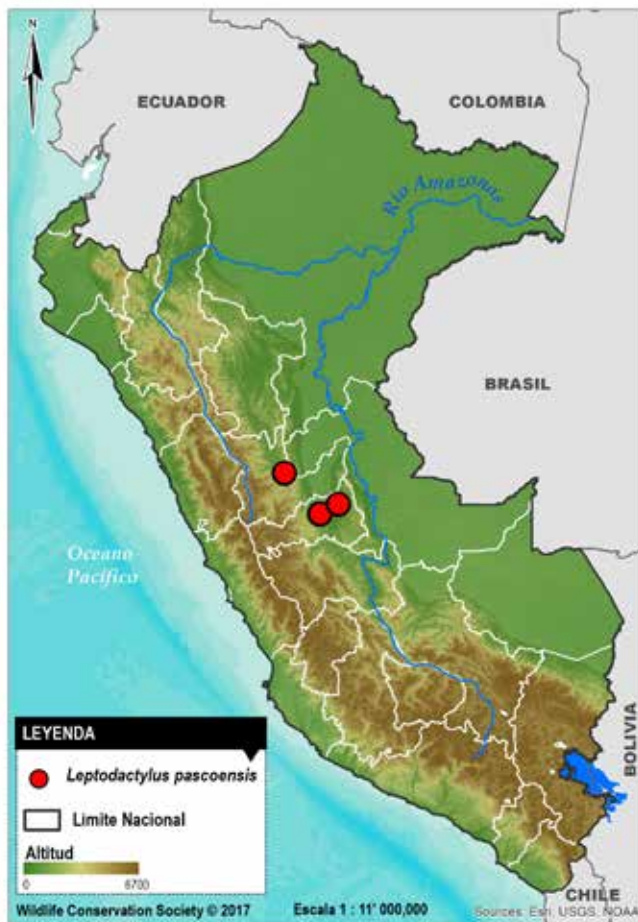 N
ECUADOR
COLOMBIA
Río Amazonas
BRASIL
Oceano
Pacífico
BOLIVIA
LEYENDA
Leptodactylus pascoensis
Limite Nacional
Altitud
0 6700
CHILE
Wildlife Conservation Society © 2017 Escala 1 : 11' 000,000 Sources: Esri, USGS, NOAA